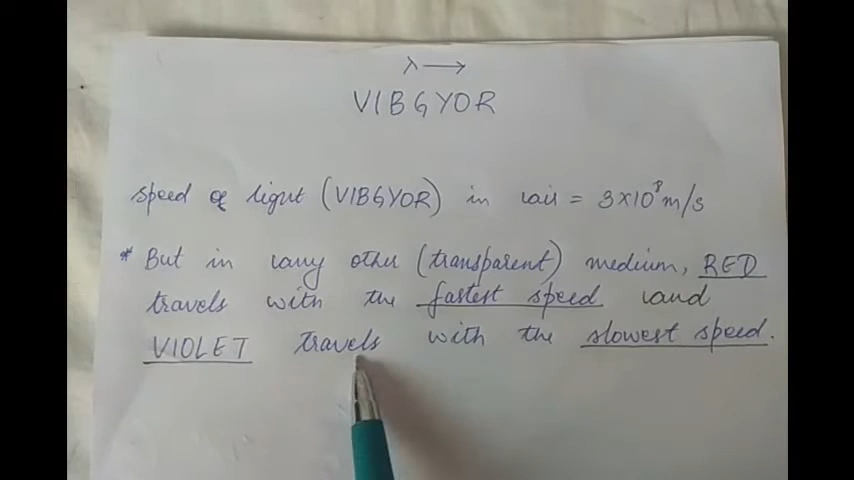 λ →
VIBGYOR
speed of light (VIBGYOR) in air = 3×10⁸ m/s
* But in any other (transparent) medium, RED
travels with the fastest speed and
VIOLET travels with the slowest speed.